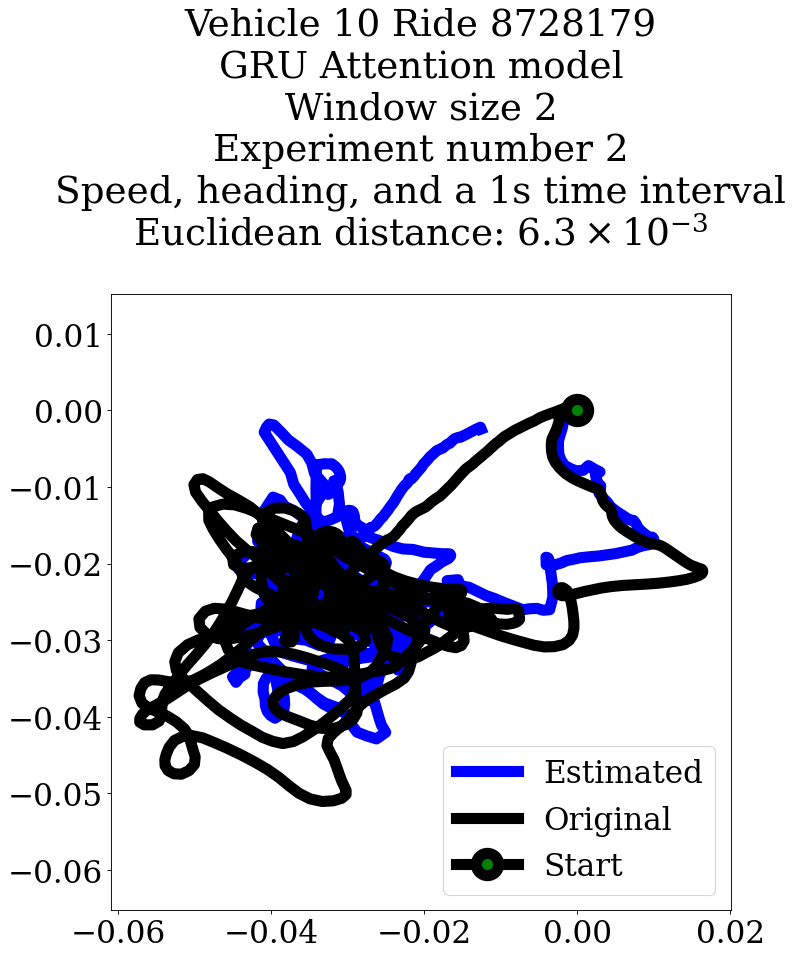 Vehicle 10 Ride 8728179
GRU Attention model
Window size 2
Experiment number 2
Speed, heading, and a 1s time interval
Euclidean distance: 6.3 × 10⁻³
0.01
0.00
−0.01
−0.02
−0.03
−0.04
−0.05
−0.06
Estimated
Original
Start
−0.06 −0.04 −0.02 0.00 0.02